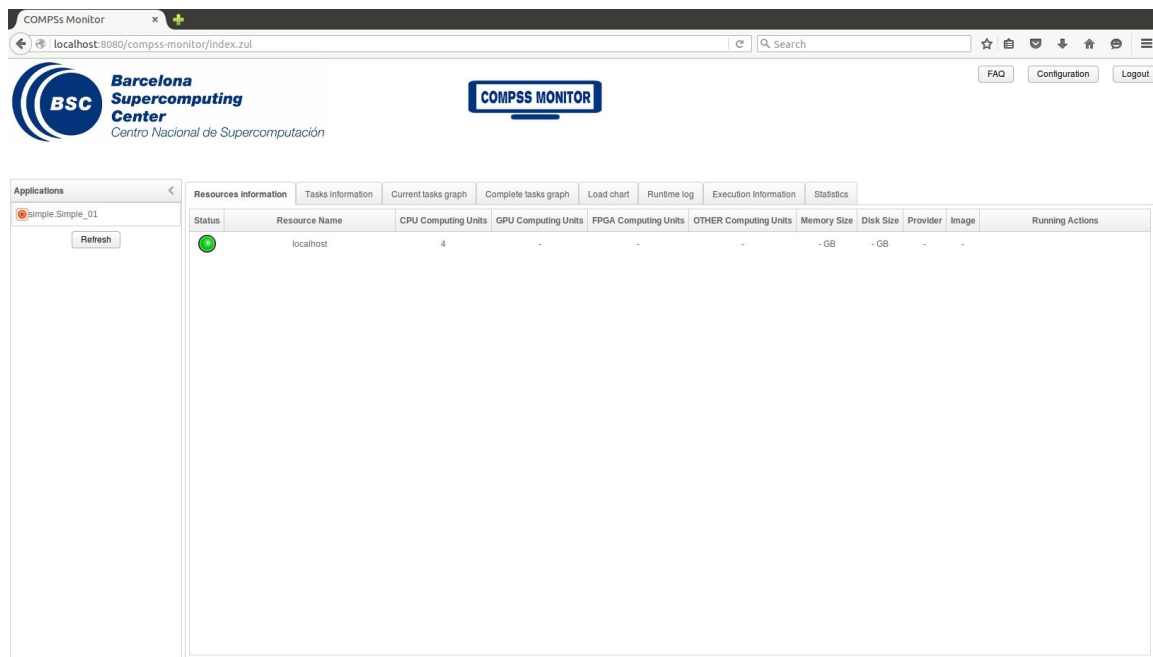 COMPSs Monitor
localhost:8080/compss-monitor/index.zul
Search
BSC
Barcelona
Supercomputing
Center
Centro Nacional de Supercomputación
COMPSS MONITOR
FAQ
Configuration
Logout
Applications
simple.Simple_01
Refresh
Resources information Tasks information Current tasks graph Complete tasks graph Load chart Runtime log Execution Information Statistics
Status Resource Name CPU Computing Units GPU Computing Units FPGA Computing Units OTHER Computing Units Memory Size Disk Size Provider Image Running Actions
localhost 4 - - - - GB - GB - -